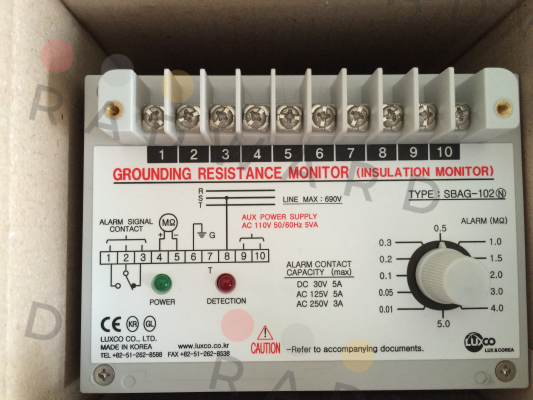 1 2 3 4 5 6 7 8 9 10
GROUNDING RESISTANCE MONITOR (INSULATION MONITOR)
TYPE : SBAG-102 N
R
S
T
LINE MAX : 690V
ALARM SIGNAL
CONTACT
MΩ
+ -
G
AUX POWER SUPPLY
AC 110V 50/60Hz 5VA
1 2 3 4 5 6 7 8 9 10
T
POWER
DETECTION
ALARM CONTACT
CAPACITY (max)
DC 30V 5A
AC 125V 5A
AC 250V 3A
ALARM (MΩ)
0.5
0.3 1.0
0.2 2.0
0.1 3.0
0.05
0.01 4.0
5.0
CE KR GL
LUXCO CO., LTD.
MADE IN KOREA
TEL +82-51-262-8588 FAX +82-51-262-8538
www.luxco.co.kr
CAUTION
-Refer to accompanying documents.
LUXCO
LUX & KOREA